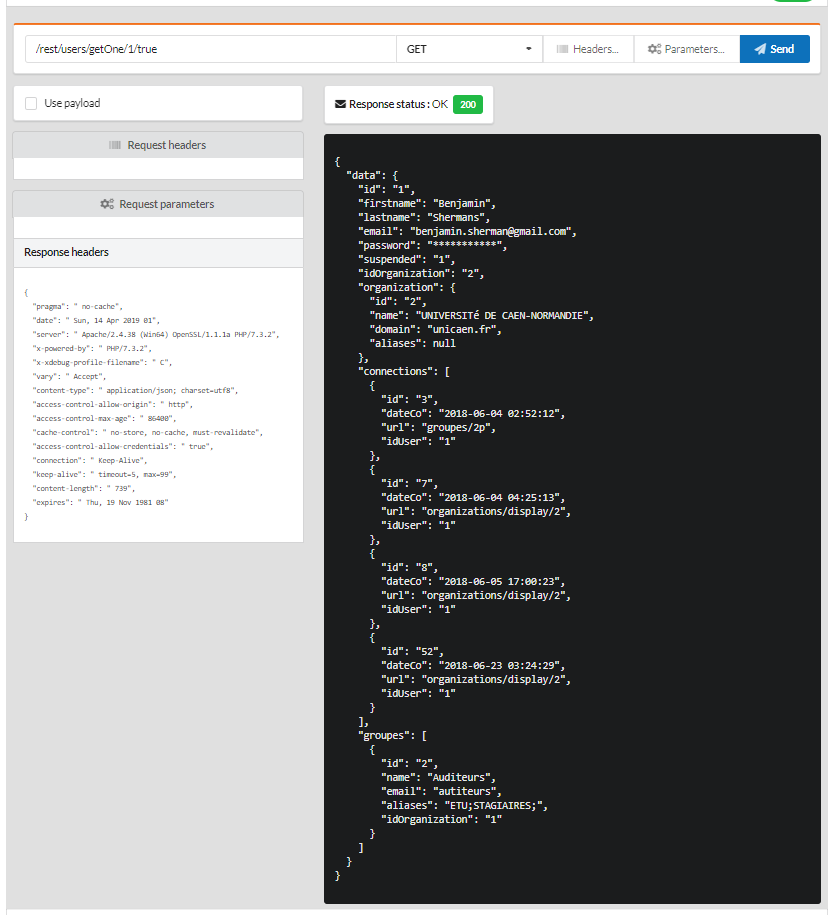 /rest/users/getOne/1/true
GET
Headers...
Parameters...
Send
Use payload
Request headers
Request parameters
Response headers
{
"pragma": " no-cache",
"date": " Sun, 14 Apr 2019 01",
"server": " Apache/2.4.38 (Win64) OpenSSL/1.1.1a PHP/7.3.2",
"x-powered-by": " PHP/7.3.2",
"x-xdebug-profile-filename": " C",
"vary": " Accept",
"content-type": " application/json; charset=utf8",
"access-control-allow-origin": " http",
"access-control-max-age": " 86400",
"cache-control": " no-store, no-cache, must-revalidate",
"access-control-allow-credentials": " true",
"connection": " Keep-Alive",
"keep-alive": " timeout=5, max=99",
"content-length": " 739",
"expires": " Thu, 19 Nov 1981 08"
}
Response status : OK 200
{
"data": {
"id": "1",
"firstname": "Benjamin",
"lastname": "Shermans",
"email": "benjamin.sherman@gmail.com",
"password": "***********",
"suspended": "1",
"idOrganization": "2",
"organization": {
"id": "2",
"name": "UNIVERSITé DE CAEN-NORMANDIE",
"domain": "unicaen.fr",
"aliases": null
},
"connections": [
{
"id": "3",
"dateCo": "2018-06-04 02:52:12",
"url": "groupes/2p",
"idUser": "1"
},
{
"id": "7",
"dateCo": "2018-06-04 04:25:13",
"url": "organizations/display/2",
"idUser": "1"
},
{
"id": "8",
"dateCo": "2018-06-05 17:00:23",
"url": "organizations/display/2",
"idUser": "1"
},
{
"id": "52",
"dateCo": "2018-06-23 03:24:29",
"url": "organizations/display/2",
"idUser": "1"
}
],
"groupes": [
{
"id": "2",
"name": "Auditeurs",
"email": "autiteurs",
"aliases": "ETU;STAGIAIRES;",
"idOrganization": "1"
}
]
}
}